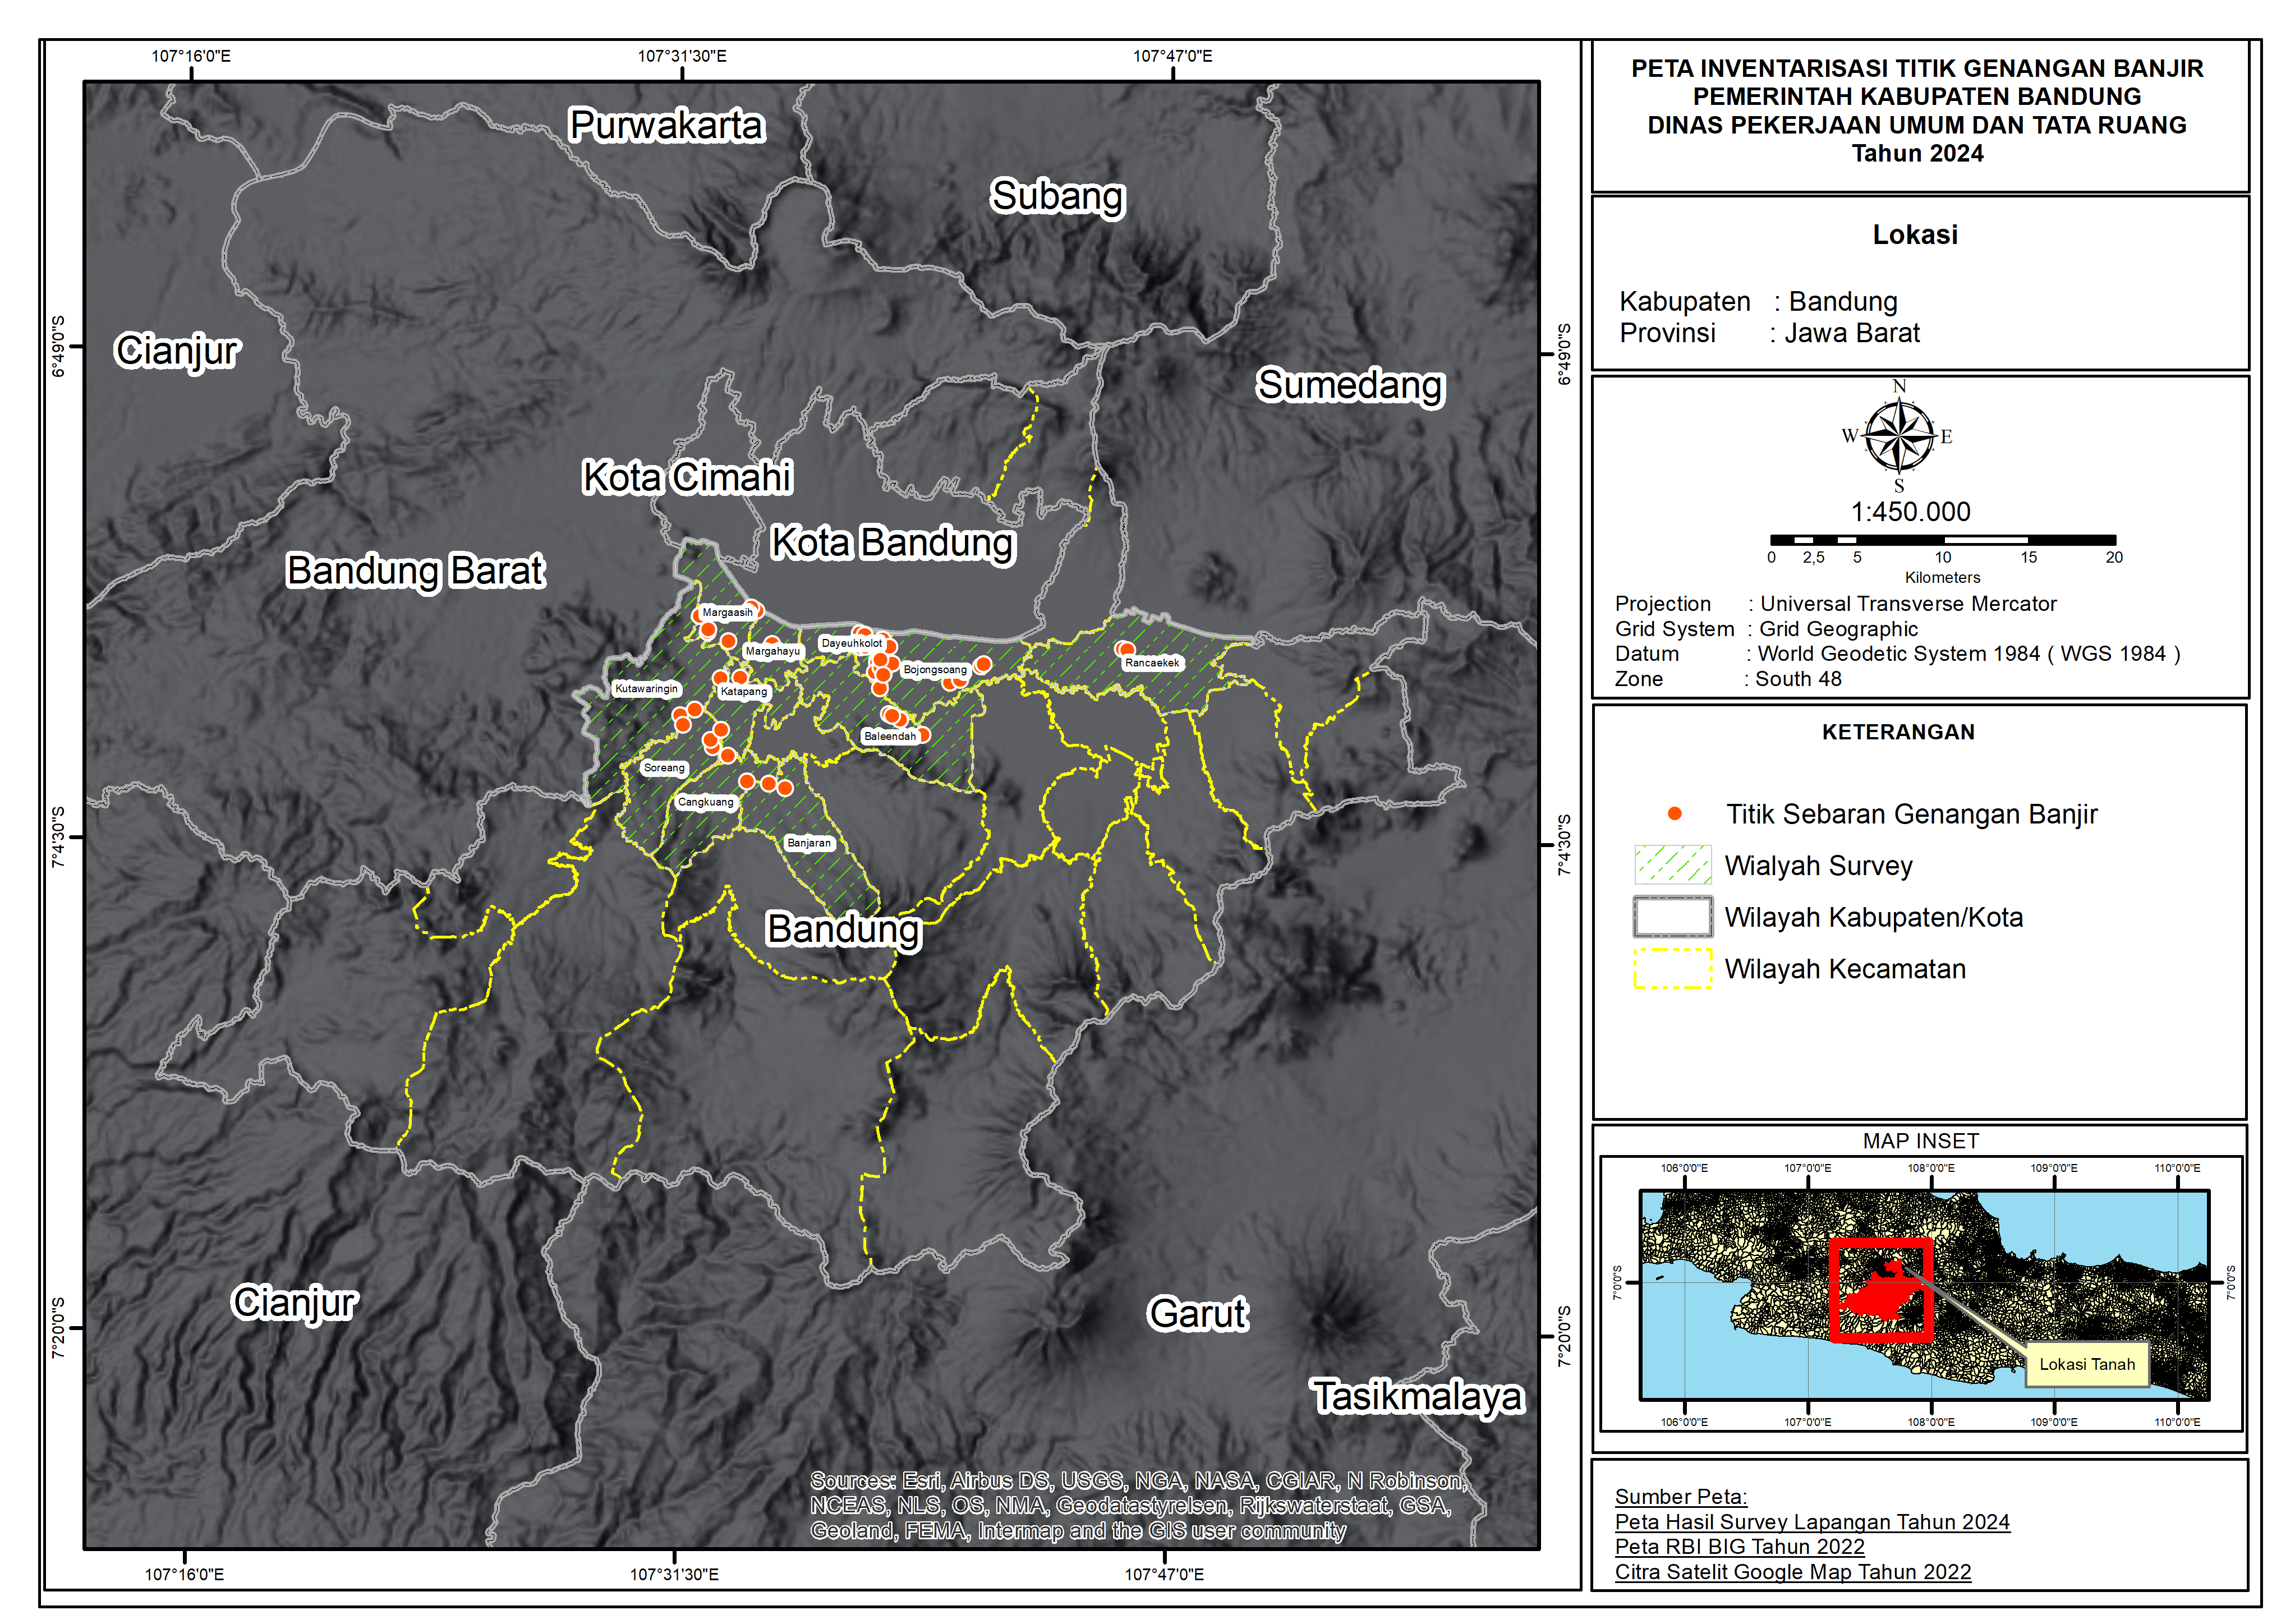 107°16'0"E
107°31'30"E
107°47'0"E
6°49'0"S
6°49'0"S
7°4'30"S
7°4'30"S
7°20'0"S
7°20'0"S
107°16'0"E
107°31'30"E
107°47'0"E
Purwakarta
Subang
Cianjur
Sumedang
Kota Cimahi
Kota Bandung
Bandung Barat
Margaasih
Dayeuhkolot
Margahayu
Bojongsoang
Rancaekek
Kutawaringin
Katapang
Baleendah
Soreang
Cangkuang
Banjaran
Bandung
Cianjur
Garut
Tasikmalaya
Sources: Esri, Airbus DS, USGS, NGA, NASA, CGIAR, N Robinson,
NCEAS, NLS, OS, NMA, Geodatastyrelsen, Rijkswaterstaat, GSA,
Geoland, FEMA, Intermap and the GIS user community
PETA INVENTARISASI TITIK GENANGAN BANJIR
PEMERINTAH KABUPATEN BANDUNG
DINAS PEKERJAAN UMUM DAN TATA RUANG
Tahun 2024
Lokasi
Kabupaten : Bandung
Provinsi : Jawa Barat
N
W E
S
1:450.000
0 2,5 5 10 15 20
Kilometers
Projection : Universal Transverse Mercator
Grid System : Grid Geographic
Datum : World Geodetic System 1984 ( WGS 1984 )
Zone : South 48
KETERANGAN
Titik Sebaran Genangan Banjir
Wialyah Survey
Wilayah Kabupaten/Kota
Wilayah Kecamatan
MAP INSET
106°0'0"E 107°0'0"E 108°0'0"E 109°0'0"E 110°0'0"E
7°0'0"S
7°0'0"S
Lokasi Tanah
106°0'0"E 107°0'0"E 108°0'0"E 109°0'0"E 110°0'0"E
Sumber Peta:
Peta Hasil Survey Lapangan Tahun 2024
Peta RBI BIG Tahun 2022
Citra Satelit Google Map Tahun 2022